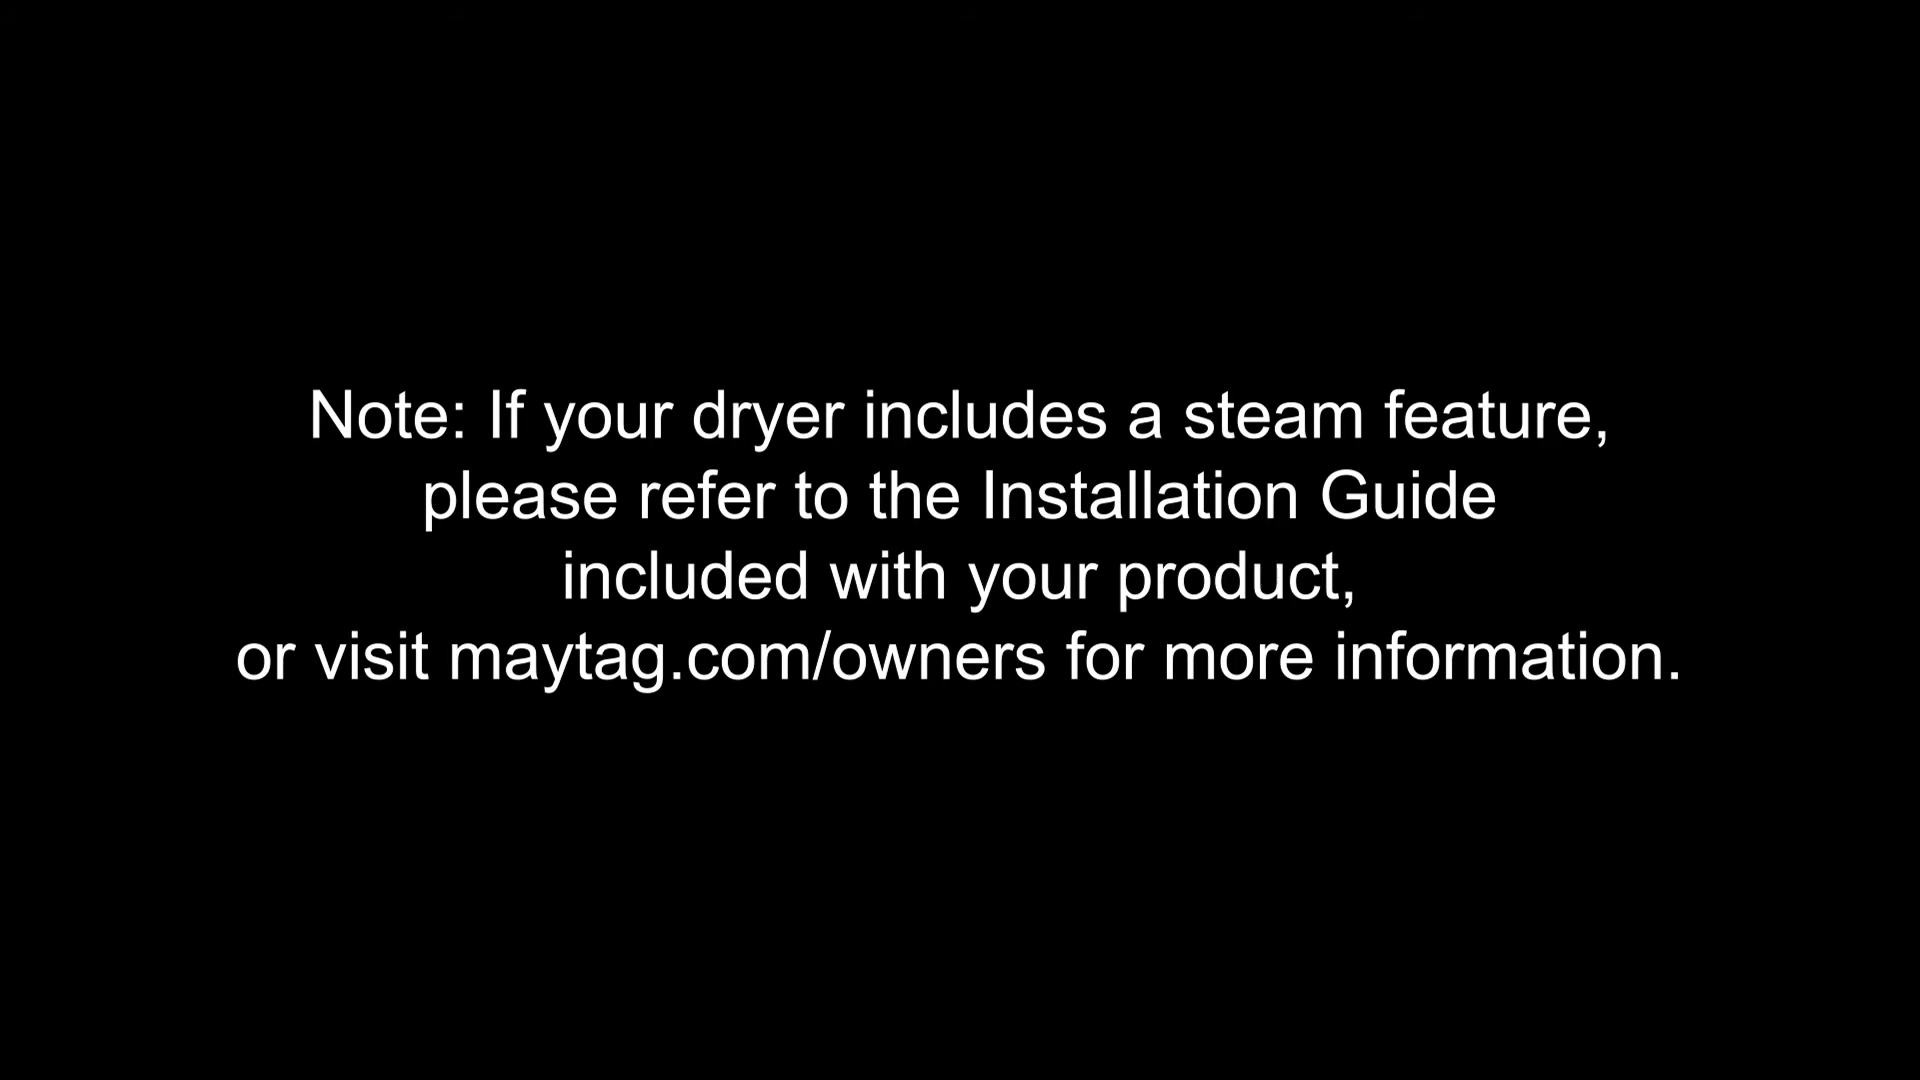 Note: If your dryer includes a steam feature,
please refer to the Installation Guide
included with your product,
or visit maytag.com/owners for more information.